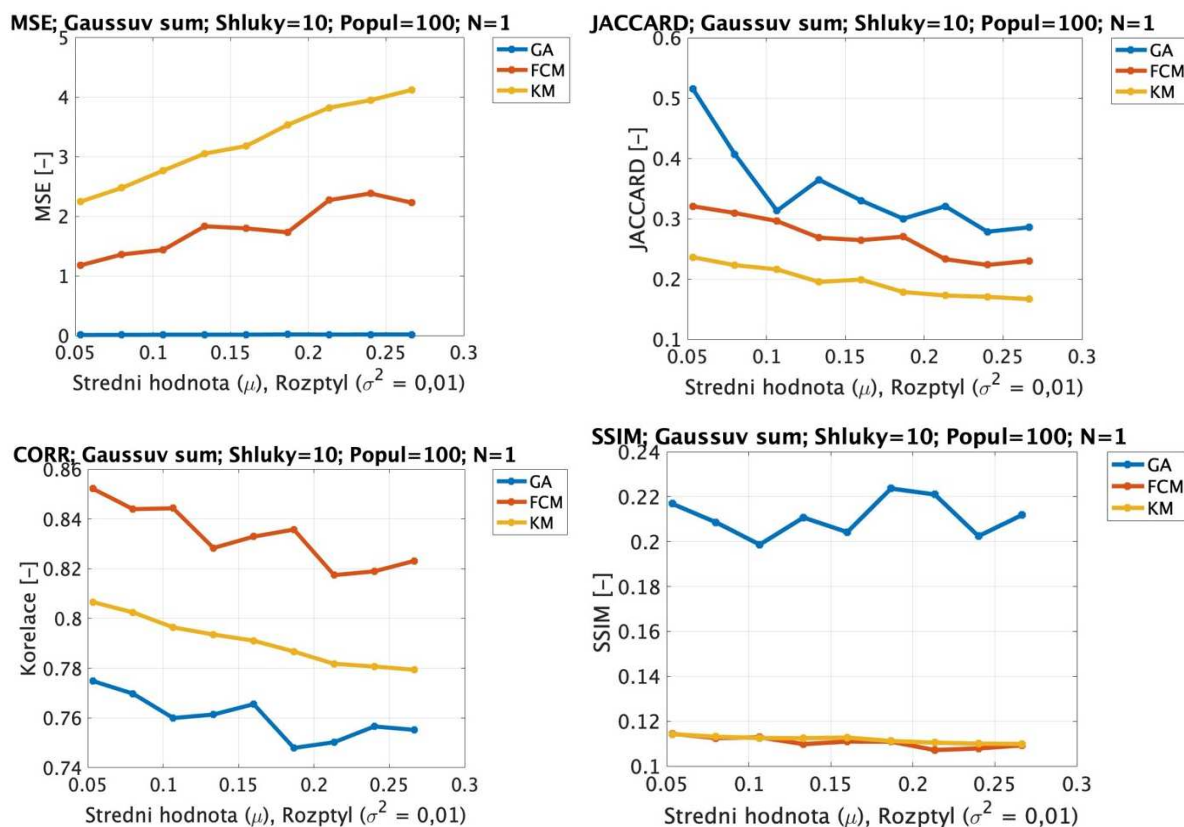 MSE; Gaussuv sum; Shluky=10; Popul=100; N=1
5
4
3
2
1
0
MSE [−]
0.05 0.1 0.15 0.2 0.25 0.3
Stredni hodnota (μ), Rozptyl (σ² = 0,01)
GA
FCM
KM
JACCARD; Gaussuv sum; Shluky=10; Popul=100; N=1
0.6
0.5
0.4
0.3
0.2
0.1
JACCARD [−]
0.05 0.1 0.15 0.2 0.25 0.3
Stredni hodnota (μ), Rozptyl (σ² = 0,01)
GA
FCM
KM
CORR; Gaussuv sum; Shluky=10; Popul=100; N=1
0.86
0.84
0.82
0.8
0.78
0.76
0.74
Korelace [−]
0.05 0.1 0.15 0.2 0.25 0.3
Stredni hodnota (μ), Rozptyl (σ² = 0,01)
GA
FCM
KM
SSIM; Gaussuv sum; Shluky=10; Popul=100; N=1
0.24
0.22
0.2
0.18
0.16
0.14
0.12
0.1
SSIM [−]
0.05 0.1 0.15 0.2 0.25 0.3
Stredni hodnota (μ), Rozptyl (σ² = 0,01)
GA
FCM
KM